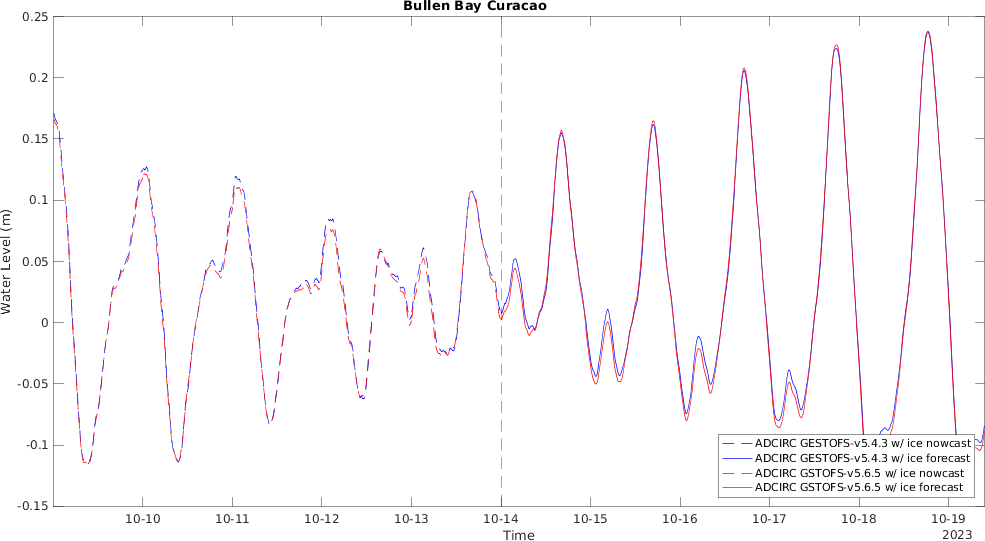 Bullen Bay Curacao
0.25
0.2
0.15
0.1
0.05
0
-0.05
-0.1
-0.15
Water Level (m)
ADCIRC GESTOFS-v5.4.3 w/ ice nowcast
ADCIRC GESTOFS-v5.4.3 w/ ice forecast
ADCIRC GSTOFS-v5.6.5 w/ ice nowcast
ADCIRC GSTOFS-v5.6.5 w/ ice forecast
10-10 10-11 10-12 10-13 10-14 10-15 10-16 10-17 10-18 10-19
Time
2023